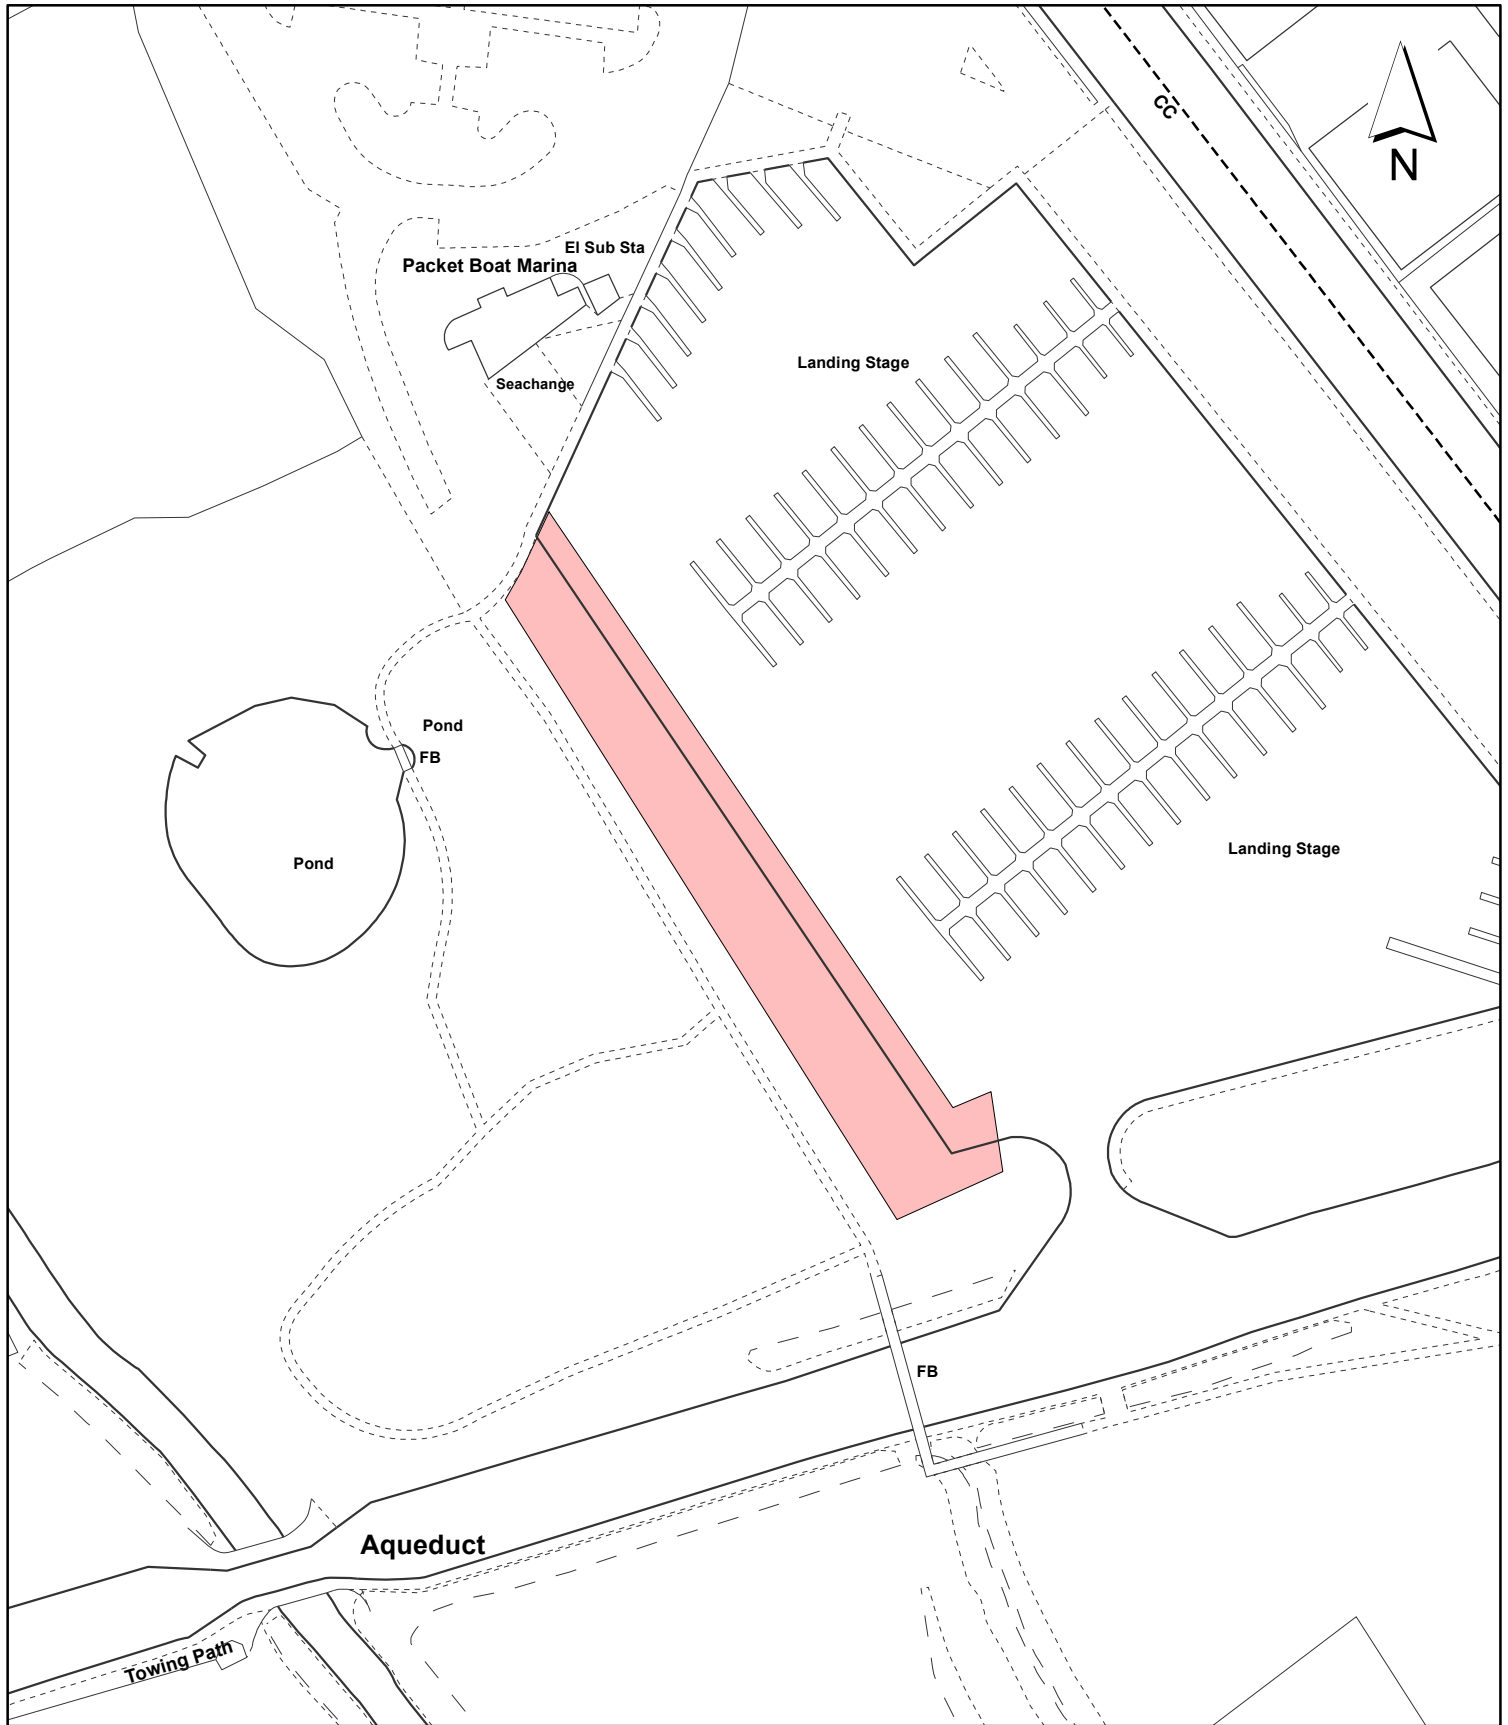 CC
N
El Sub Sta
Packet Boat Marina
Landing Stage
Seachange
Pond
FB
Landing Stage
Pond
FB
Aqueduct
Towing Path